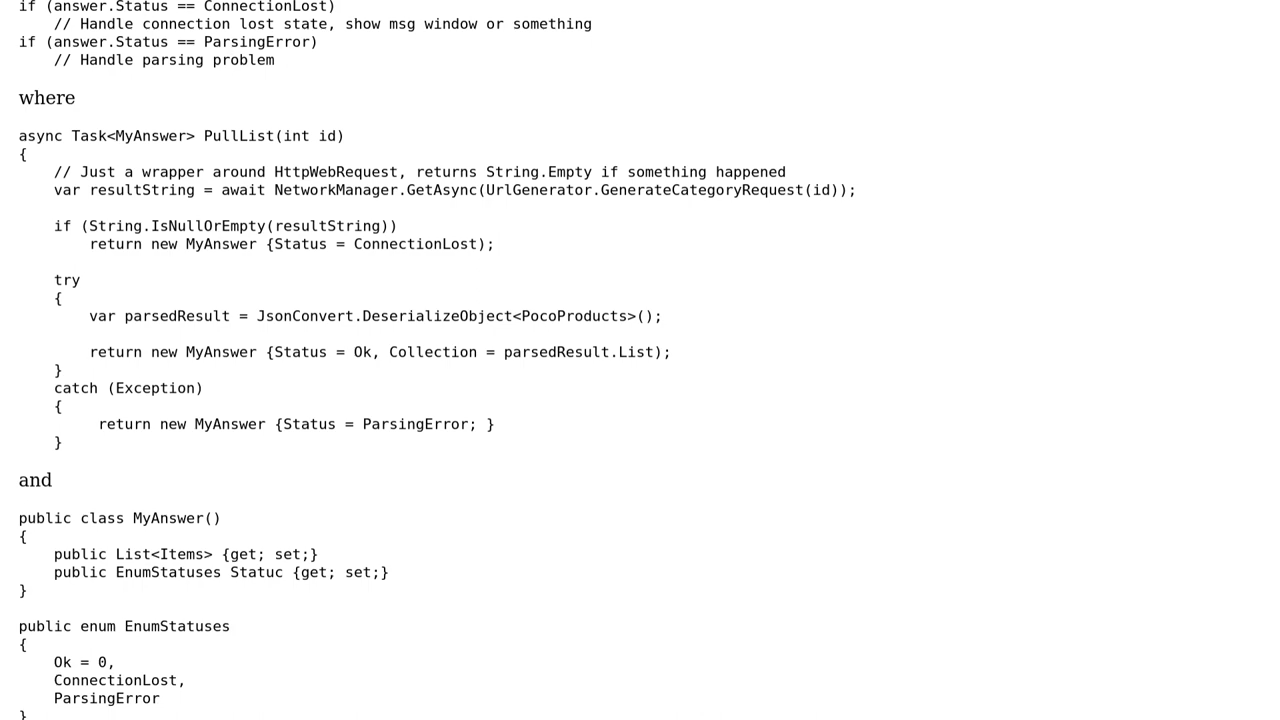 if (answer.Status == ConnectionLost)
    // Handle connection lost state, show msg window or something
if (answer.Status == ParsingError)
    // Handle parsing problem
where
async Task<MyAnswer> PullList(int id)
{
    // Just a wrapper around HttpWebRequest, returns String.Empty if something happened
    var resultString = await NetworkManager.GetAsync(UrlGenerator.GenerateCategoryRequest(id));
    if (String.IsNullOrEmpty(resultString))
        return new MyAnswer {Status = ConnectionLost);
    try
    {
        var parsedResult = JsonConvert.DeserializeObject<PocoProducts>();
        return new MyAnswer {Status = Ok, Collection = parsedResult.List);
    }
    catch (Exception)
    {
         return new MyAnswer {Status = ParsingError; }
    }
and
public class MyAnswer()
{
    public List<Items> {get; set;}
    public EnumStatuses Statuc {get; set;}
}
public enum EnumStatuses
{
    Ok = 0,
    ConnectionLost,
    ParsingError
}